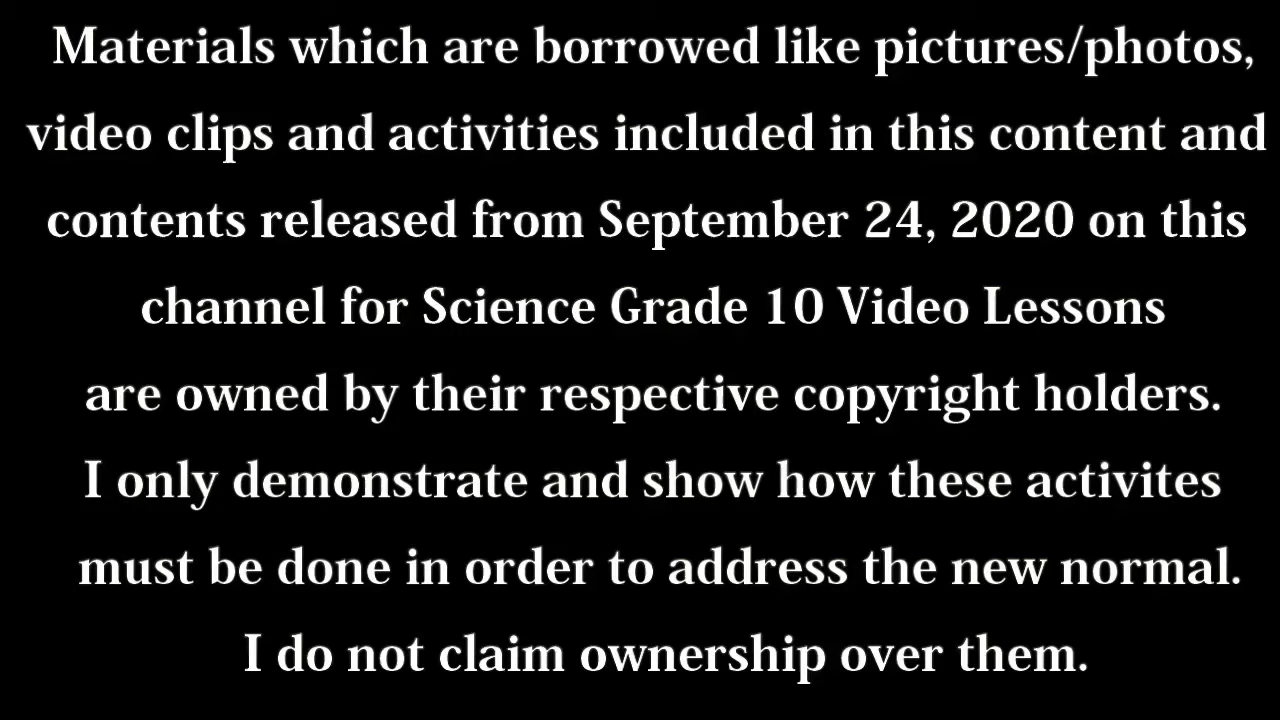 Materials which are borrowed like pictures/photos,
video clips and activities included in this content and
contents released from September 24, 2020 on this
channel for Science Grade 10 Video Lessons
are owned by their respective copyright holders.
I only demonstrate and show how these activites
must be done in order to address the new normal.
I do not claim ownership over them.